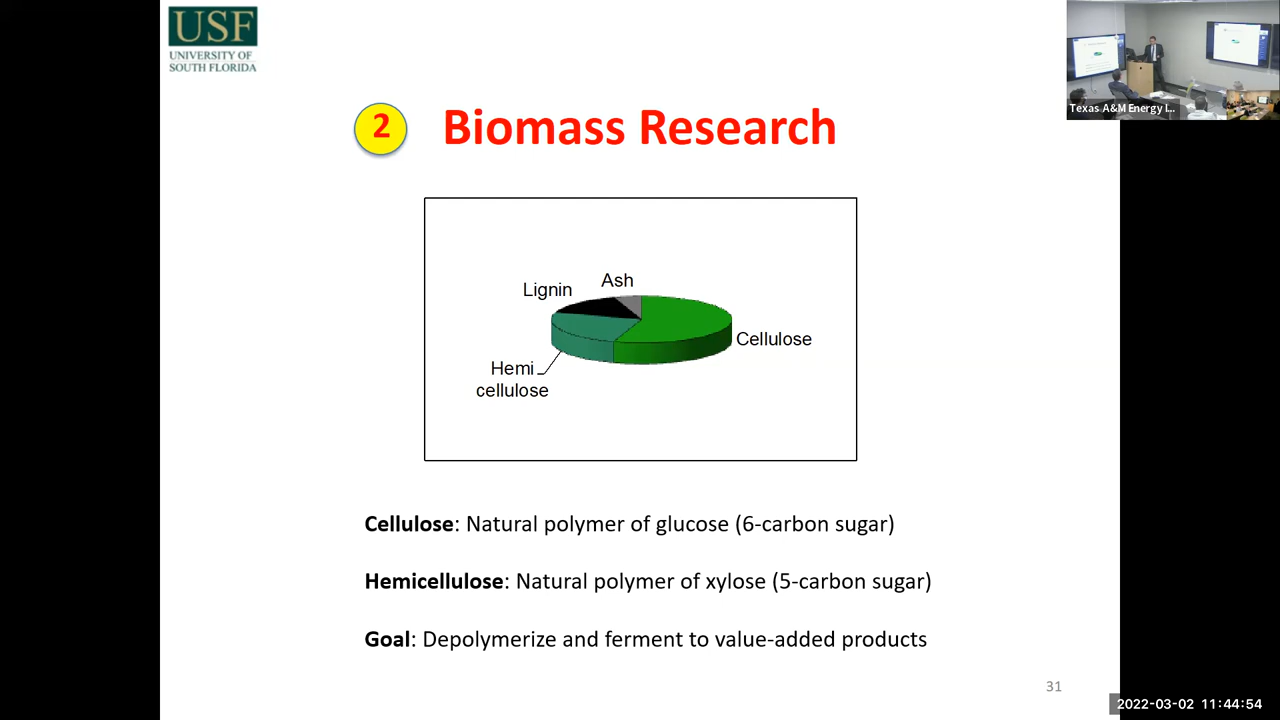 USF
UNIVERSITY OF
SOUTH FLORIDA
Texas A&M Energy I...
2
Biomass Research
Lignin
Ash
Cellulose
Hemi
cellulose
Cellulose: Natural polymer of glucose (6-carbon sugar)
Hemicellulose: Natural polymer of xylose (5-carbon sugar)
Goal: Depolymerize and ferment to value-added products
31
2022-03-02 11:44:54